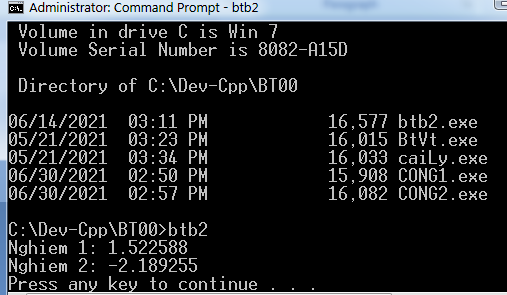 Administrator: Command Prompt - btb2
Volume in drive C is Win 7
Volume Serial Number is 8082-A15D
Directory of C:\Dev-Cpp\BT00
06/14/2021 03:11 PM 16,577 btb2.exe
05/21/2021 03:23 PM 16,015 BtVt.exe
05/21/2021 03:34 PM 16,033 caiLy.exe
06/30/2021 02:50 PM 15,908 CONG1.exe
06/30/2021 02:57 PM 16,082 CONG2.exe
C:\Dev-Cpp\BT00>btb2
Nghiem 1: 1.522588
Nghiem 2: -2.189255
Press any key to continue . . .